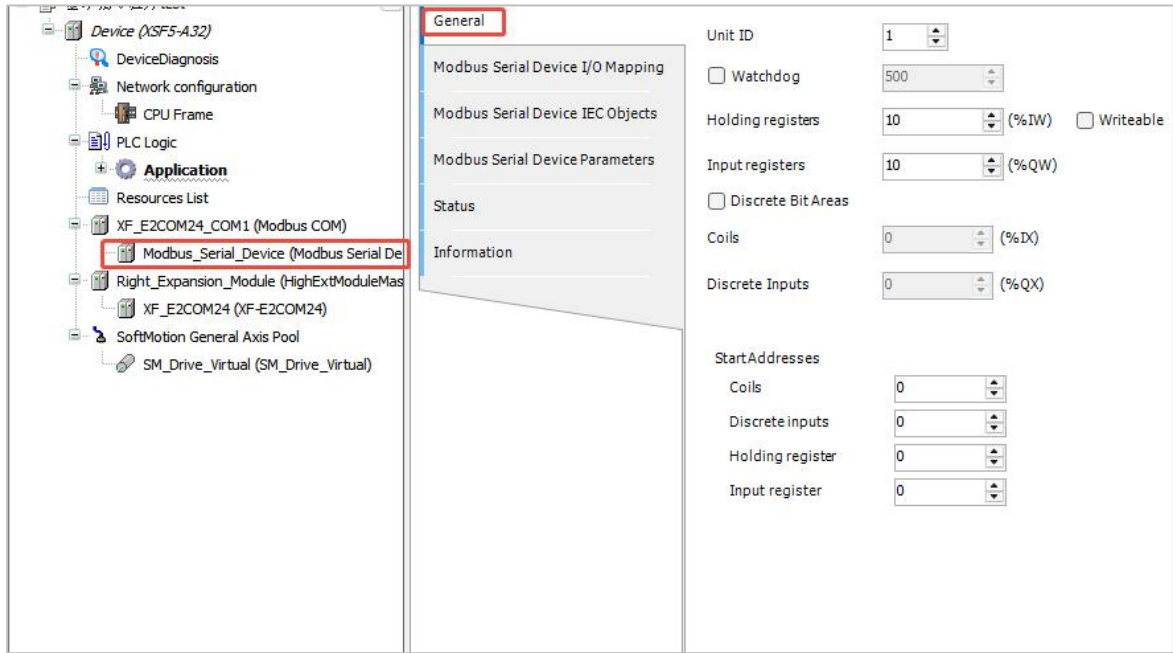 Device (XSF5-A32)
DeviceDiagnosis
Network configuration
CPU Frame
PLC Logic
Application
Resources List
XF_E2COM24_COM1 (Modbus COM)
Modbus_Serial_Device (Modbus Serial De
Right_Expansion_Module (HighExtModuleMas
XF_E2COM24 (XF-E2COM24)
SoftMotion General Axis Pool
SM_Drive_Virtual (SM_Drive_Virtual)
General
Modbus Serial Device I/O Mapping
Modbus Serial Device IEC Objects
Modbus Serial Device Parameters
Status
Information
Unit ID 1
Watchdog 500
Holding registers 10 (%IW) Writeable
Input registers 10 (%QW)
Discrete Bit Areas
Coils 0 (%IX)
Discrete Inputs 0 (%QX)
Start Addresses
Coils 0
Discrete inputs 0
Holding register 0
Input register 0